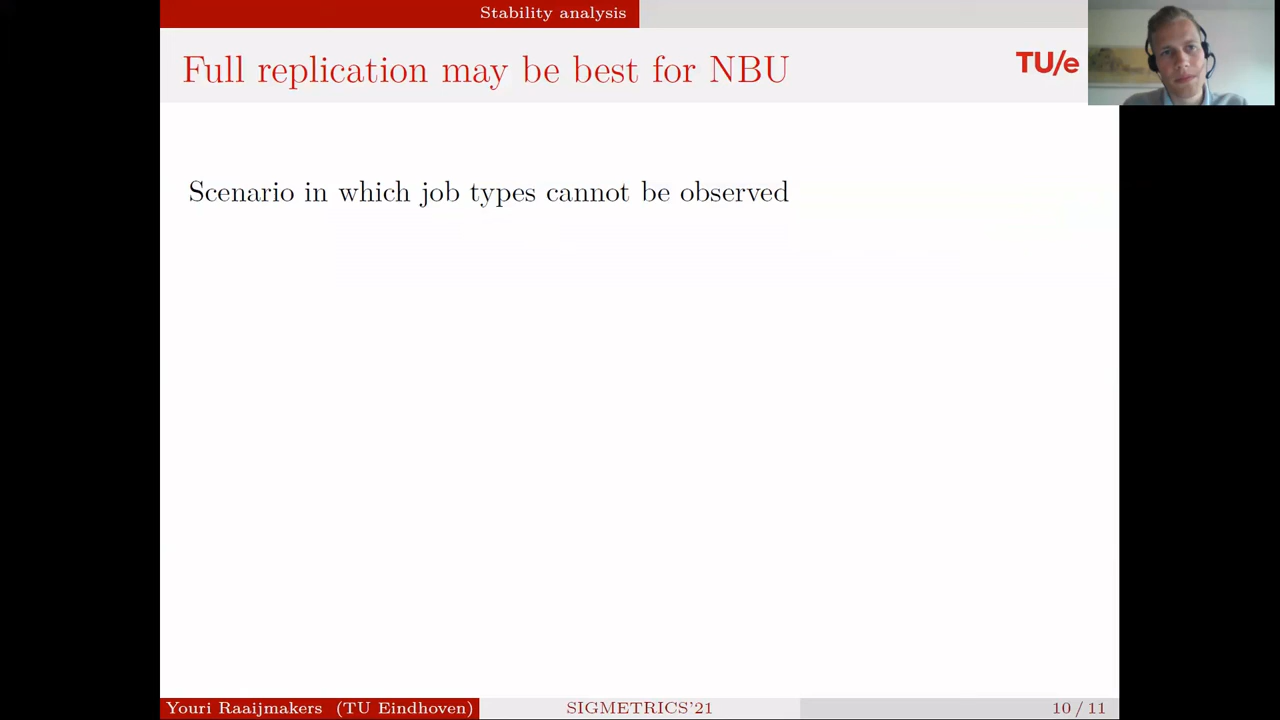 Stability analysis
Full replication may be best for NBU
TU/e
Scenario in which job types cannot be observed
Youri Raaijmakers (TU Eindhoven)
SIGMETRICS'21
10 / 11